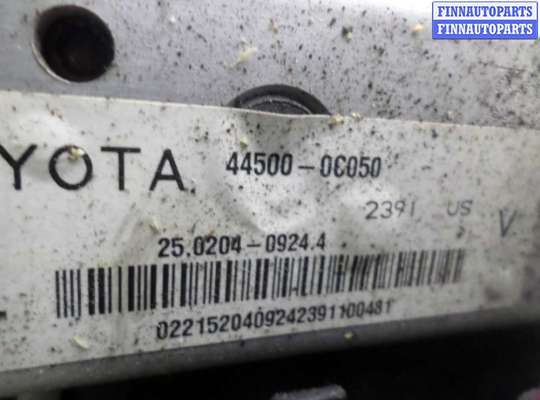 FINNAUTOPARTS
FINNAUTOPARTS
YOTA 44500-0C050
2391 US V
25.0204-0924.4
0221520409242391100481